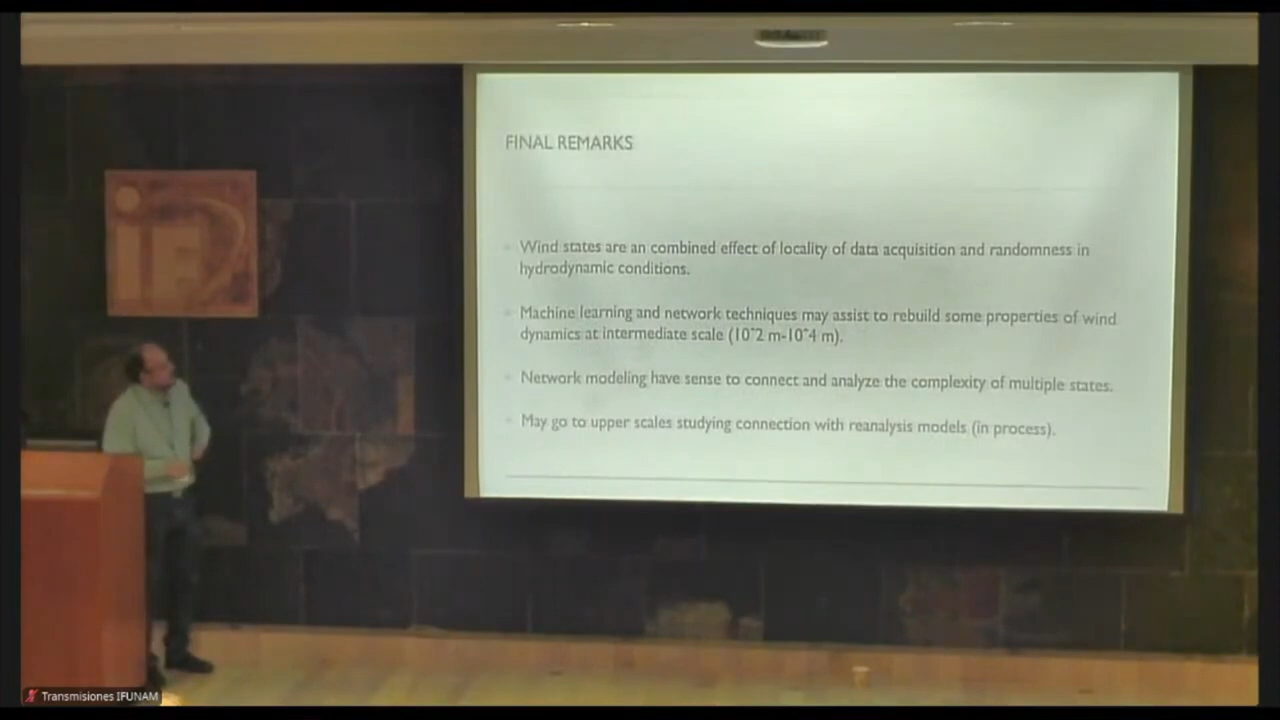 FINAL REMARKS
Wind states are an combined effect of locality of data acquisition and randomness in
hydrodynamic conditions.
Machine learning and network techniques may assist to rebuild some properties of wind
dynamics at intermediate scale (10^2 m-10^4 m).
Network modeling have sense to connect and analyze the complexity of multiple states.
May go to upper scales studying connection with reanalysis models (in process).
iF
Transmisiones IFUNAM